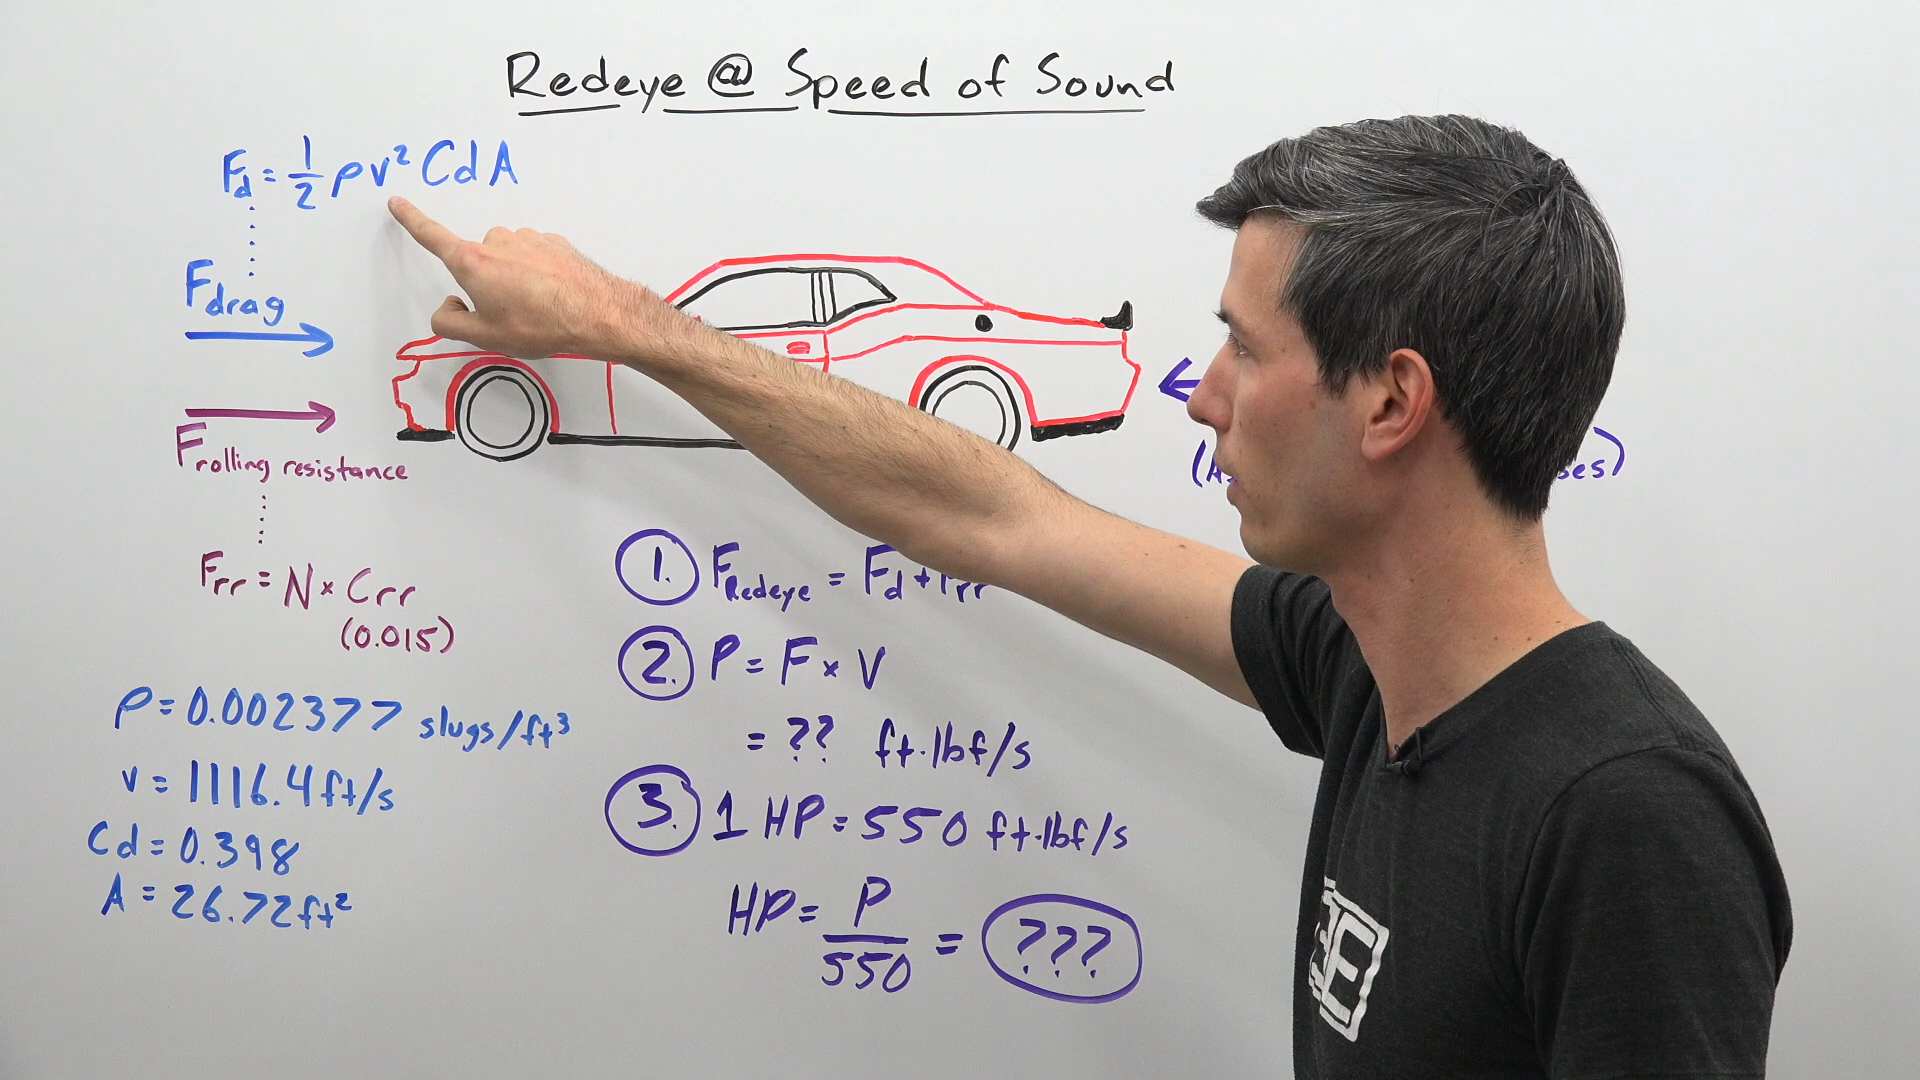 Redeye @ Speed of Sound
Fd = 1/2 ρv² Cd A
Fdrag
Frolling resistance
Frr = N × Crr
(0.015)
ρ = 0.002377 slugs/ft³
v = 1116.4 ft/s
Cd = 0.398
A = 26.72 ft²
1. FRedeye = Fd + Frr
2. P = F × V
= ?? ft·lbf/s
3. 1 HP = 550 ft·lbf/s
HP = P/550 = ???